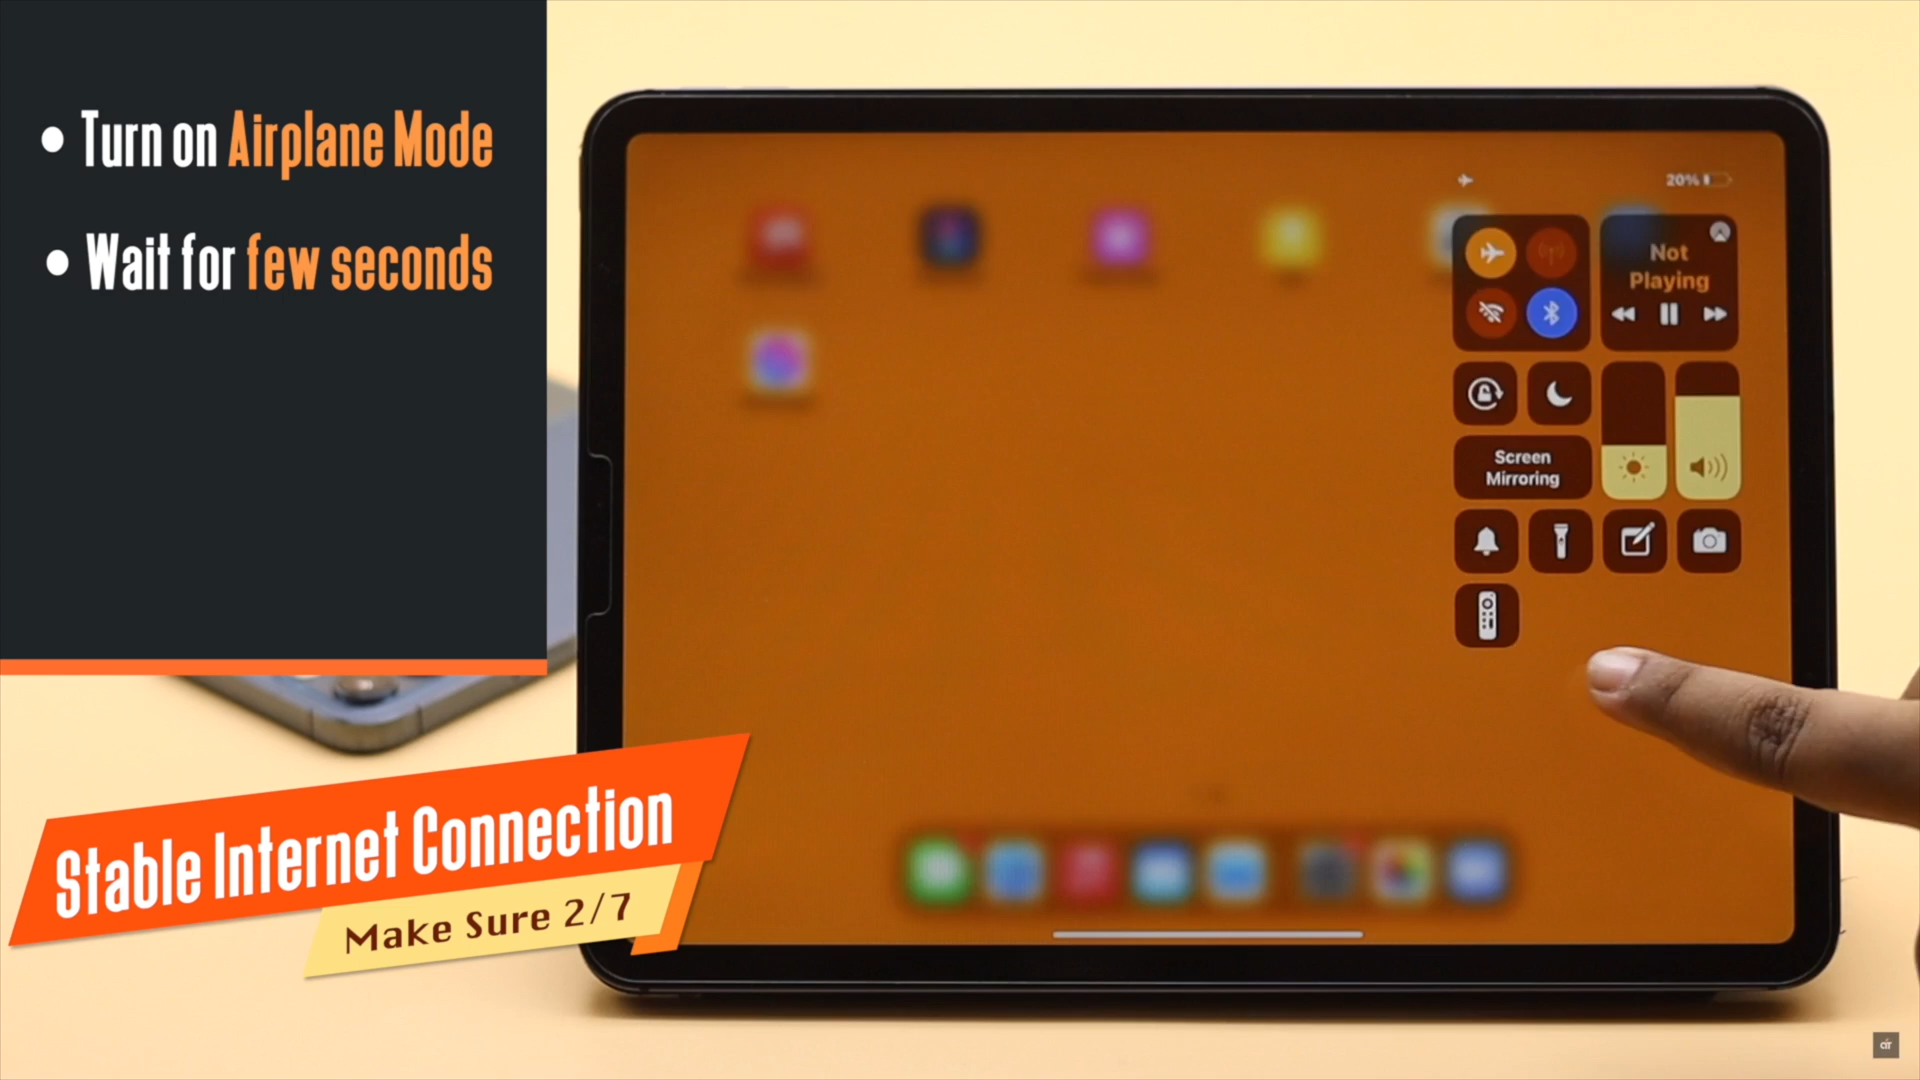 • Turn on Airplane Mode
• Wait for few seconds
20%
Not
Playing
Screen
Mirroring
Stable Internet Connection
Make Sure 2/7
air